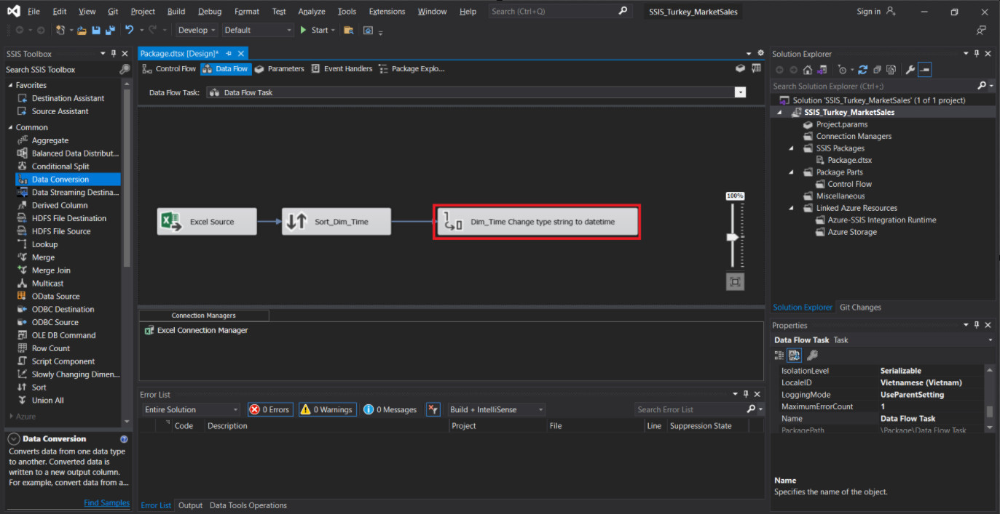 File Edit View Git Project Build Debug Format Test Analyze Tools Extensions Window Help Search (Ctrl+Q) SSIS_Turkey_MarketSales Sign in
Develop Default Start
SSIS Toolbox
Search SSIS Toolbox
Favorites
Destination Assistant
Source Assistant
Common
Aggregate
Balanced Data Distribut...
Conditional Split
Data Conversion
Data Streaming Destina...
Derived Column
HDFS File Destination
HDFS File Source
Lookup
Merge
Merge Join
Multicast
OData Source
ODBC Destination
ODBC Source
OLE DB Command
Row Count
Script Component
Slowly Changing Dimen...
Sort
Union All
Azure
Data Conversion
Converts data from one data type
to another. Converted data is
written to a new output column.
For example, convert data from a...
Find Samples
Package.dtsx [Design]*
Control Flow Data Flow Parameters Event Handlers Package Explo...
Data Flow Task: Data Flow Task
100%
Excel Source Sort_Dim_Time Dim_Time Change type string to datetime
Connection Managers
Excel Connection Manager
Error List
Entire Solution 0 Errors 0 Warnings 0 Messages Build + IntelliSense Search Error List
Code Description Project File Line Suppression State
Error List Output Data Tools Operations
Solution Explorer
Search Solution Explorer (Ctrl+;)
Solution 'SSIS_Turkey_MarketSales' (1 of 1 project)
SSIS_Turkey_MarketSales
Project.params
Connection Managers
SSIS Packages
Package.dtsx
Package Parts
Control Flow
Miscellaneous
Linked Azure Resources
Azure-SSIS Integration Runtime
Azure Storage
Solution Explorer Git Changes
Properties
Data Flow Task Task
IsolationLevel Serializable
LocaleID Vietnamese (Vietnam)
LoggingMode UseParentSetting
MaximumErrorCount 1
Name Data Flow Task
PackagePath \Package\Data Flow Task
Name
Specifies the name of the object.